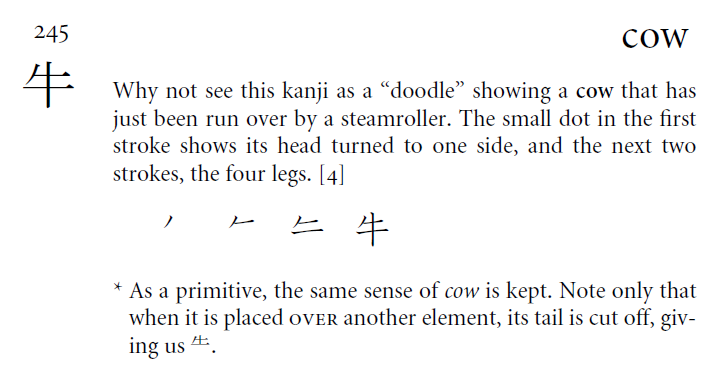 245
COW
牛
Why not see this kanji as a “doodle” showing a cow that has
just been run over by a steamroller. The small dot in the first
stroke shows its head turned to one side, and the next two
strokes, the four legs. [4]
牛
* As a primitive, the same sense of cow is kept. Note only that
when it is placed OVER another element, its tail is cut off, giv-
ing us ⺧.